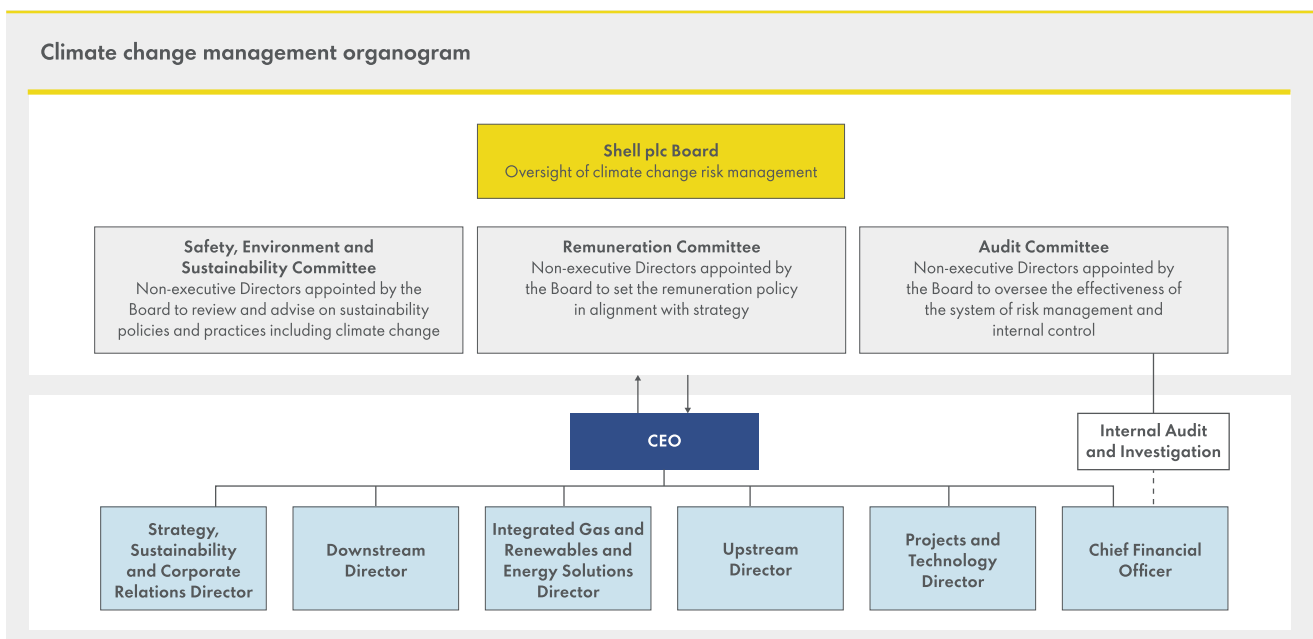 Climate change management organogram
Shell plc Board
Oversight of climate change risk management
Safety, Environment and
Sustainability Committee
Non-executive Directors appointed by the
Board to review and advise on sustainability
policies and practices including climate change
Remuneration Committee
Non-executive Directors appointed by
the Board to set the remuneration policy
in alignment with strategy
Audit Committee
Non-executive Directors appointed by
the Board to oversee the effectiveness of
the system of risk management and
internal control
CEO
Internal Audit
and Investigation
Strategy,
Sustainability
and Corporate
Relations Director
Downstream
Director
Integrated Gas and
Renewables and
Energy Solutions
Director
Upstream
Director
Projects and
Technology
Director
Chief Financial
Officer